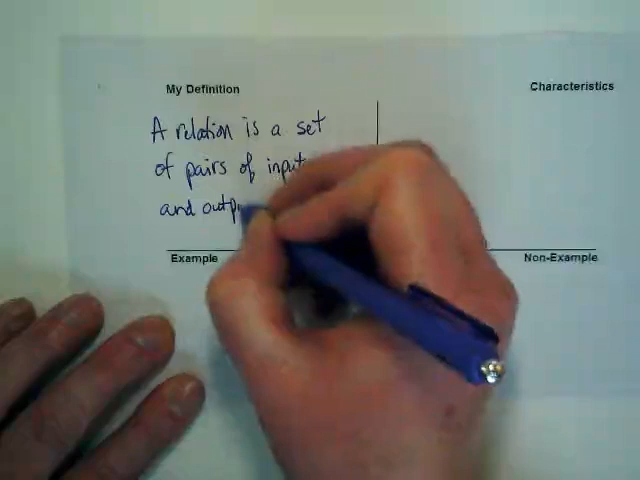 My Definition
Characteristics
A relation is a set
of pairs of input
and outp
Example
Non-Example